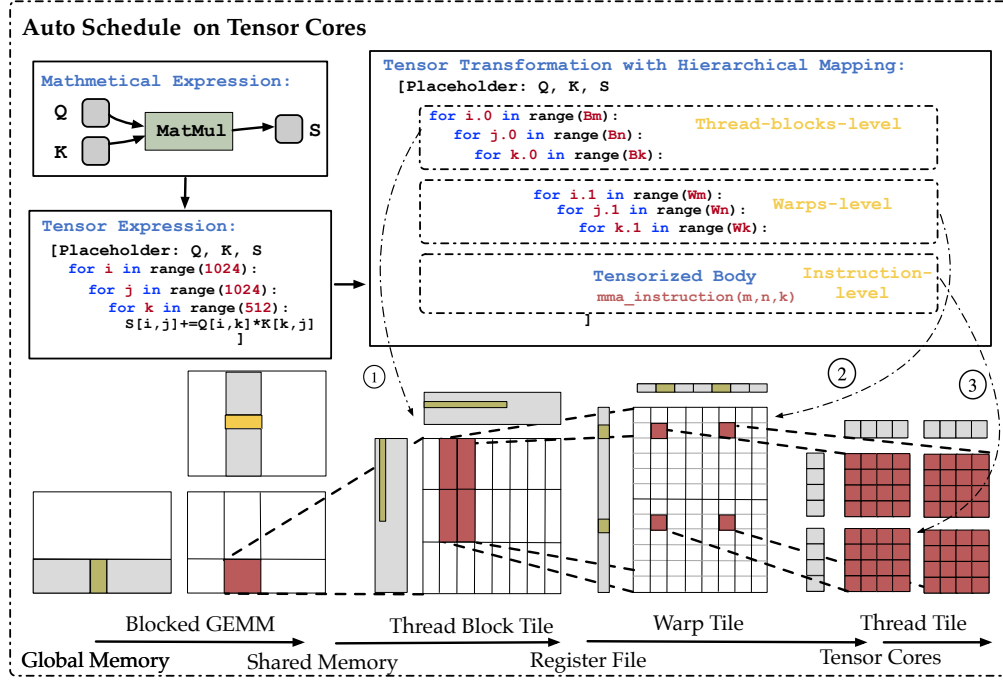 Auto Schedule on Tensor Cores
Mathmetical Expression:
Q
K
MatMul
S
Tensor Expression:
[Placeholder: Q, K, S
for i in range(1024):
for j in range(1024):
for k in range(512):
S[i,j]+=Q[i,k]*K[k,j]
]
Tensor Transformation with Hierarchical Mapping:
[Placeholder: Q, K, S
for i.0 in range(Bm):
for j.0 in range(Bn):
for k.0 in range(Bk):
Thread-blocks-level
for i.1 in range(Wm):
for j.1 in range(Wn):
for k.1 in range(Wk):
Warps-level
Tensorized Body
mma_instruction(m,n,k)
Instruction-
level
]
1
2
3
Blocked GEMM
Thread Block Tile
Warp Tile
Thread Tile
Global Memory
Shared Memory
Register File
Tensor Cores